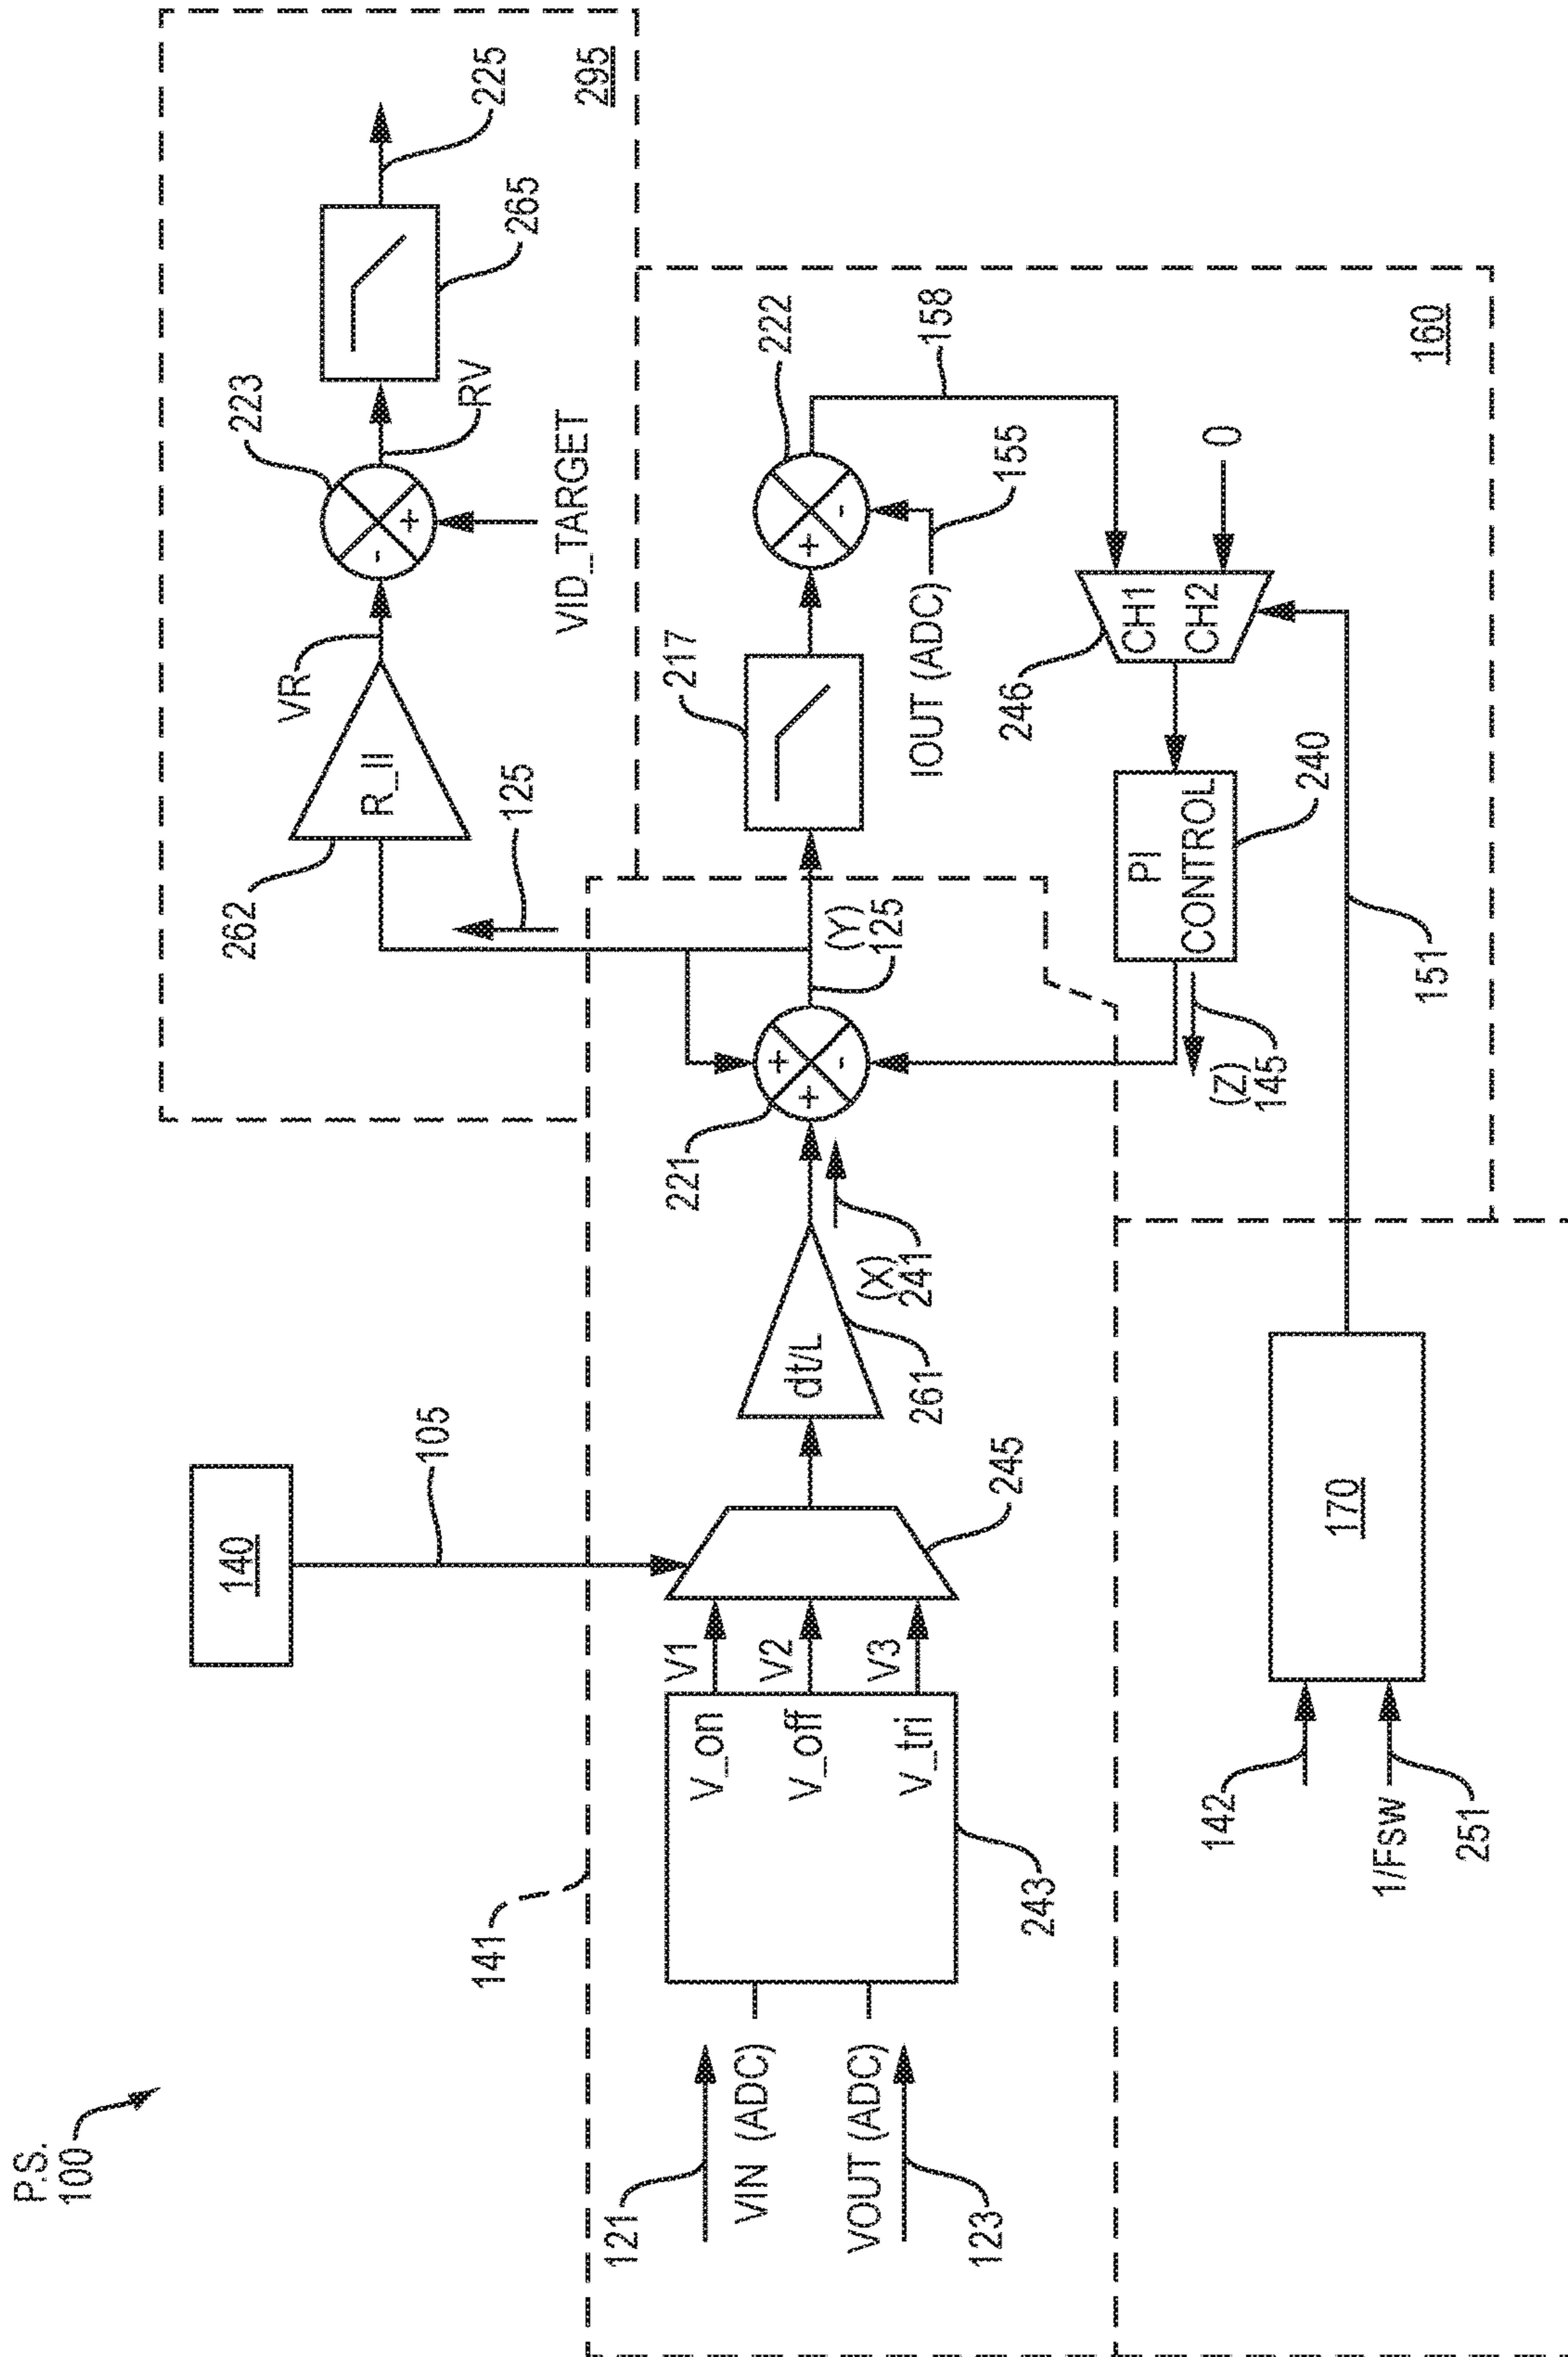 P.S.
100
140
105
141
121
VIN (ADC)
VOUT (ADC)
123
V_on
V_off
V_tri
243
V1
V2
V3
245
dt/L
261
(X)
241
221
+
+
-
(Y)
125
125
262
R_ll
VR
223
-
+
VID_TARGET
RV
265
225
295
217
222
+
-
IOUT (ADC)
155
158
160
246
CH1
CH2
0
PI
CONTROL
240
(Z)
145
151
170
142
1/FSW
251